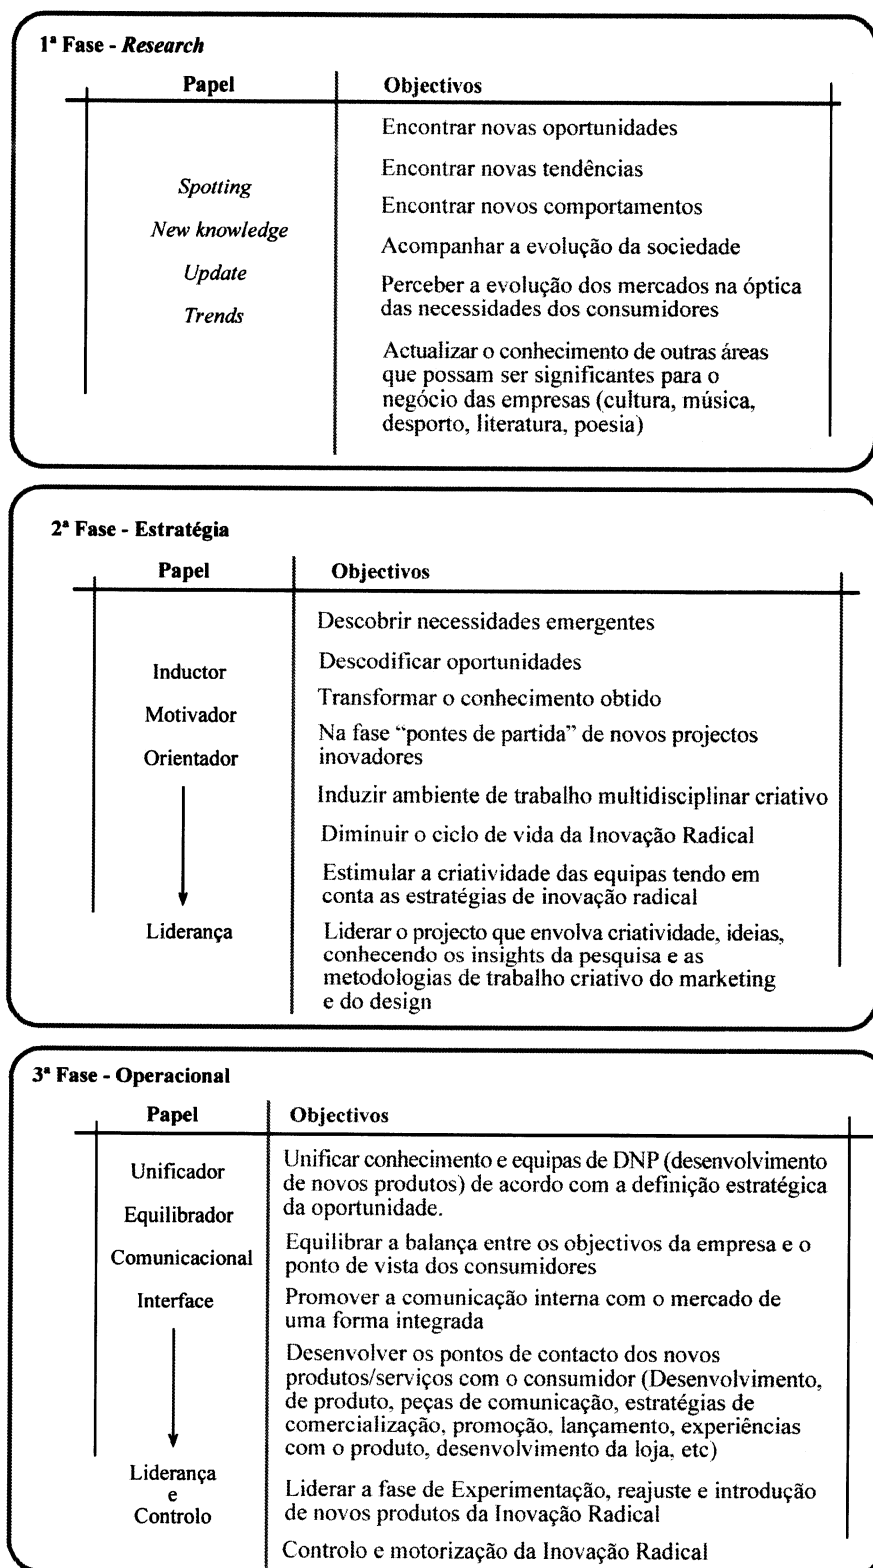 1ª Fase - Research
Papel
Objectivos
Spotting
New knowledge
Update
Trends
Encontrar novas oportunidades
Encontrar novas tendências
Encontrar novos comportamentos
Acompanhar a evolução da sociedade
Perceber a evolução dos mercados na óptica
das necessidades dos consumidores
Actualizar o conhecimento de outras áreas
que possam ser significantes para o
negócio das empresas (cultura, música,
desporto, literatura, poesia)
2ª Fase - Estratégia
Papel
Objectivos
Inductor
Motivador
Orientador
Liderança
Descobrir necessidades emergentes
Descodificar oportunidades
Transformar o conhecimento obtido
Na fase “pontes de partida” de novos projectos
inovadores
Induzir ambiente de trabalho multidisciplinar criativo
Diminuir o ciclo de vida da Inovação Radical
Estimular a criatividade das equipas tendo em
conta as estratégias de inovação radical
Liderar o projecto que envolva criatividade, ideias,
conhecendo os insights da pesquisa e as
metodologias de trabalho criativo do marketing
e do design
3ª Fase - Operacional
Papel
Objectivos
Unificador
Equilibrador
Comunicacional
Interface
Liderança
e
Controlo
Unificar conhecimento e equipas de DNP (desenvolvimento
de novos produtos) de acordo com a definição estratégica
da oportunidade.
Equilibrar a balança entre os objectivos da empresa e o
ponto de vista dos consumidores
Promover a comunicação interna com o mercado de
uma forma integrada
Desenvolver os pontos de contacto dos novos
produtos/serviços com o consumidor (Desenvolvimento,
de produto, peças de comunicação, estratégias de
comercialização, promoção, lançamento, experiências
com o produto, desenvolvimento da loja, etc)
Liderar a fase de Experimentação, reajuste e introdução
de novos produtos da Inovação Radical
Controlo e motorização da Inovação Radical